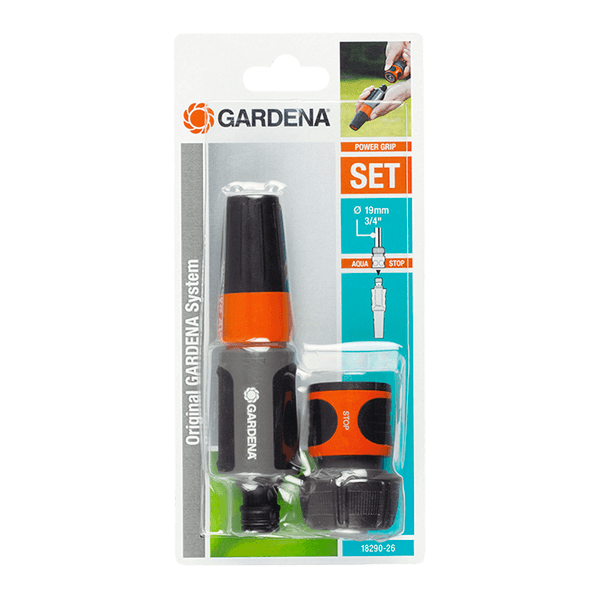 GARDENA
POWER GRIP
SET
Ø 19mm
3/4"
AQUA STOP
Original GARDENA System
GARDENA
STOP
18290-26